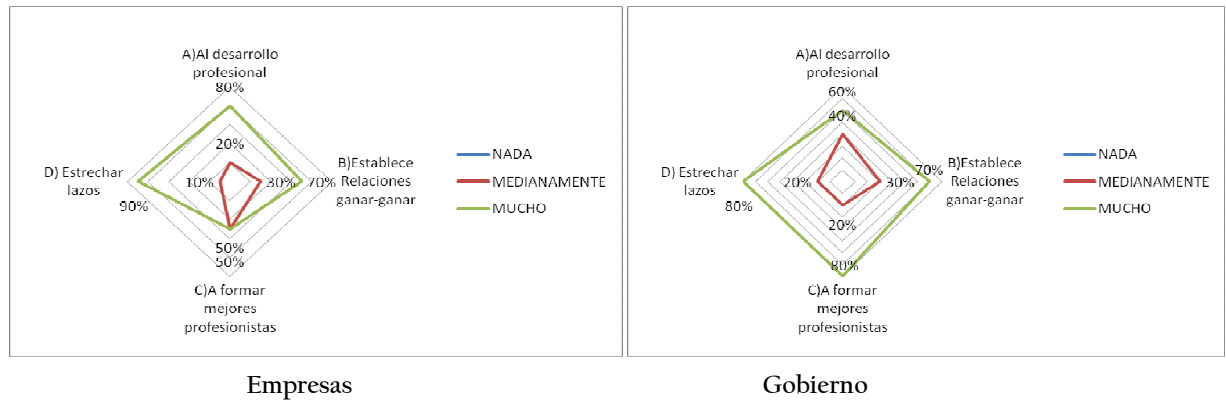 A)Al desarrollo
profesional
80%
20%
D) Estrechar
lazos
90%
10%
30%
70%
B)Establece
Relaciones
ganar-ganar
50%
50%
C)A formar
mejores
profesionistas
NADA
MEDIANAMENTE
MUCHO
A)Al desarrollo
profesional
60%
40%
D) Estrechar
lazos
80%
20%
30%
70%
B)Establece
Relaciones
ganar-ganar
20%
80%
C)A formar
mejores
profesionistas
NADA
MEDIANAMENTE
MUCHO
Empresas
Gobierno